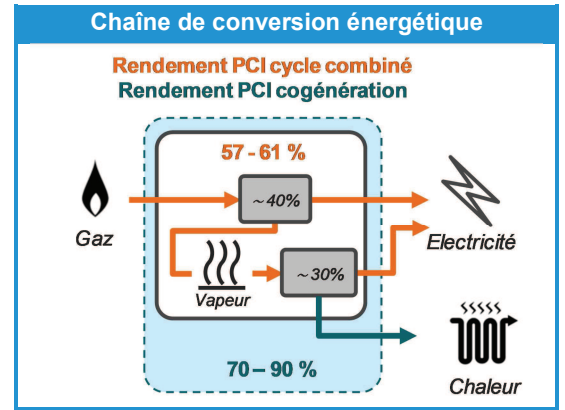 Chaîne de conversion énergétique
Rendement PCI cycle combiné
Rendement PCI cogénération
57 - 61 %
~40%
Gaz
Electricité
~30%
Vapeur
70 – 90 %
Chaleur